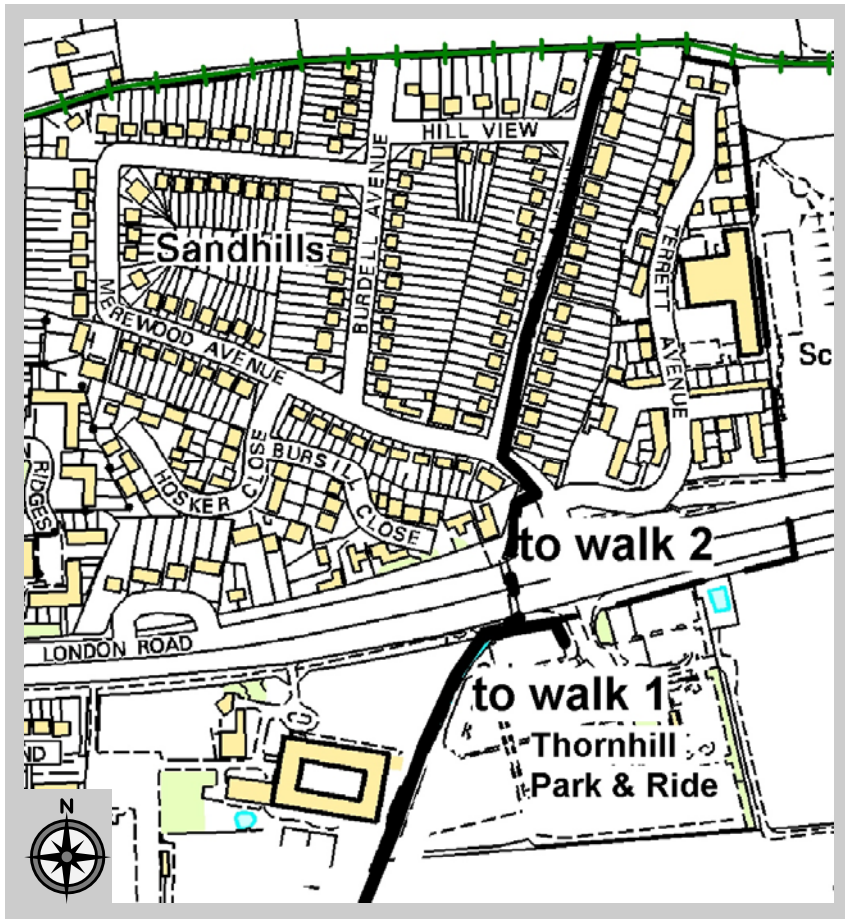 HILL VIEW
BURDELL AVENUE
Sandhills
TERRETT AVENUE
MEREWOOD AVENUE
Sc
HOSKER CLOSE
BURSILL CLOSE
RIDGES
to walk 2
LONDON ROAD
to walk 1
Thornhill
Park & Ride
ND
N